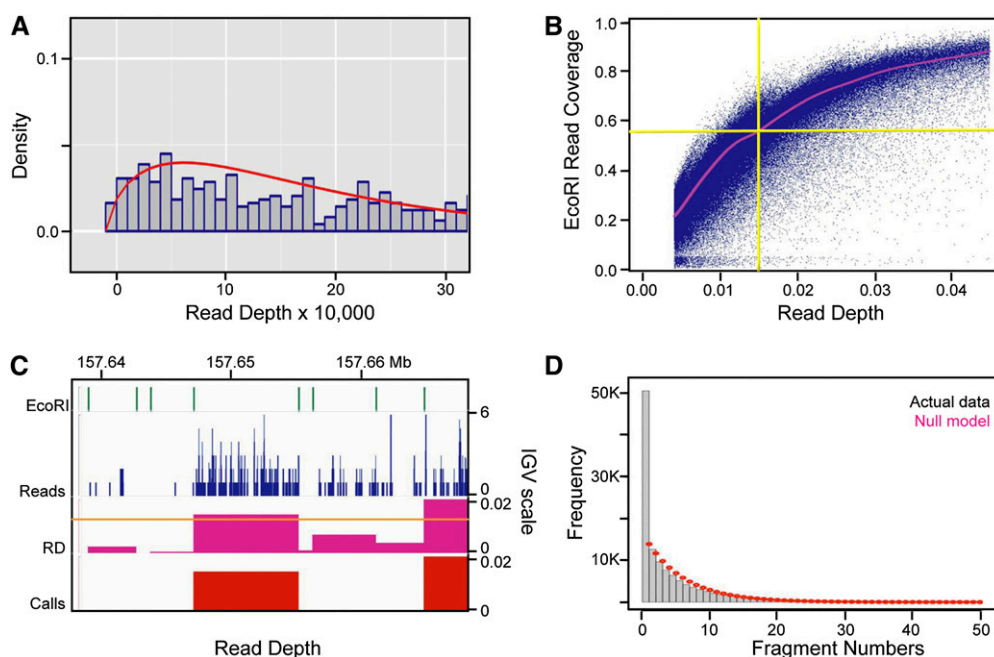 A
0.1
Density
0.0
0 10 20 30
Read Depth x 10,000
B
1.0
0.8
0.6
0.4
0.2
0.0
EcoRI Read Coverage
0.00 0.01 0.02 0.03 0.04
Read Depth
C
157.64 157.65 157.66 Mb
EcoRI
6
Reads
0
0.02
RD
0
0.02
Calls
0
IGV scale
Read Depth
D
50K
30K
10K
Frequency
Actual data
Null model
0 10 20 30 40 50
Fragment Numbers